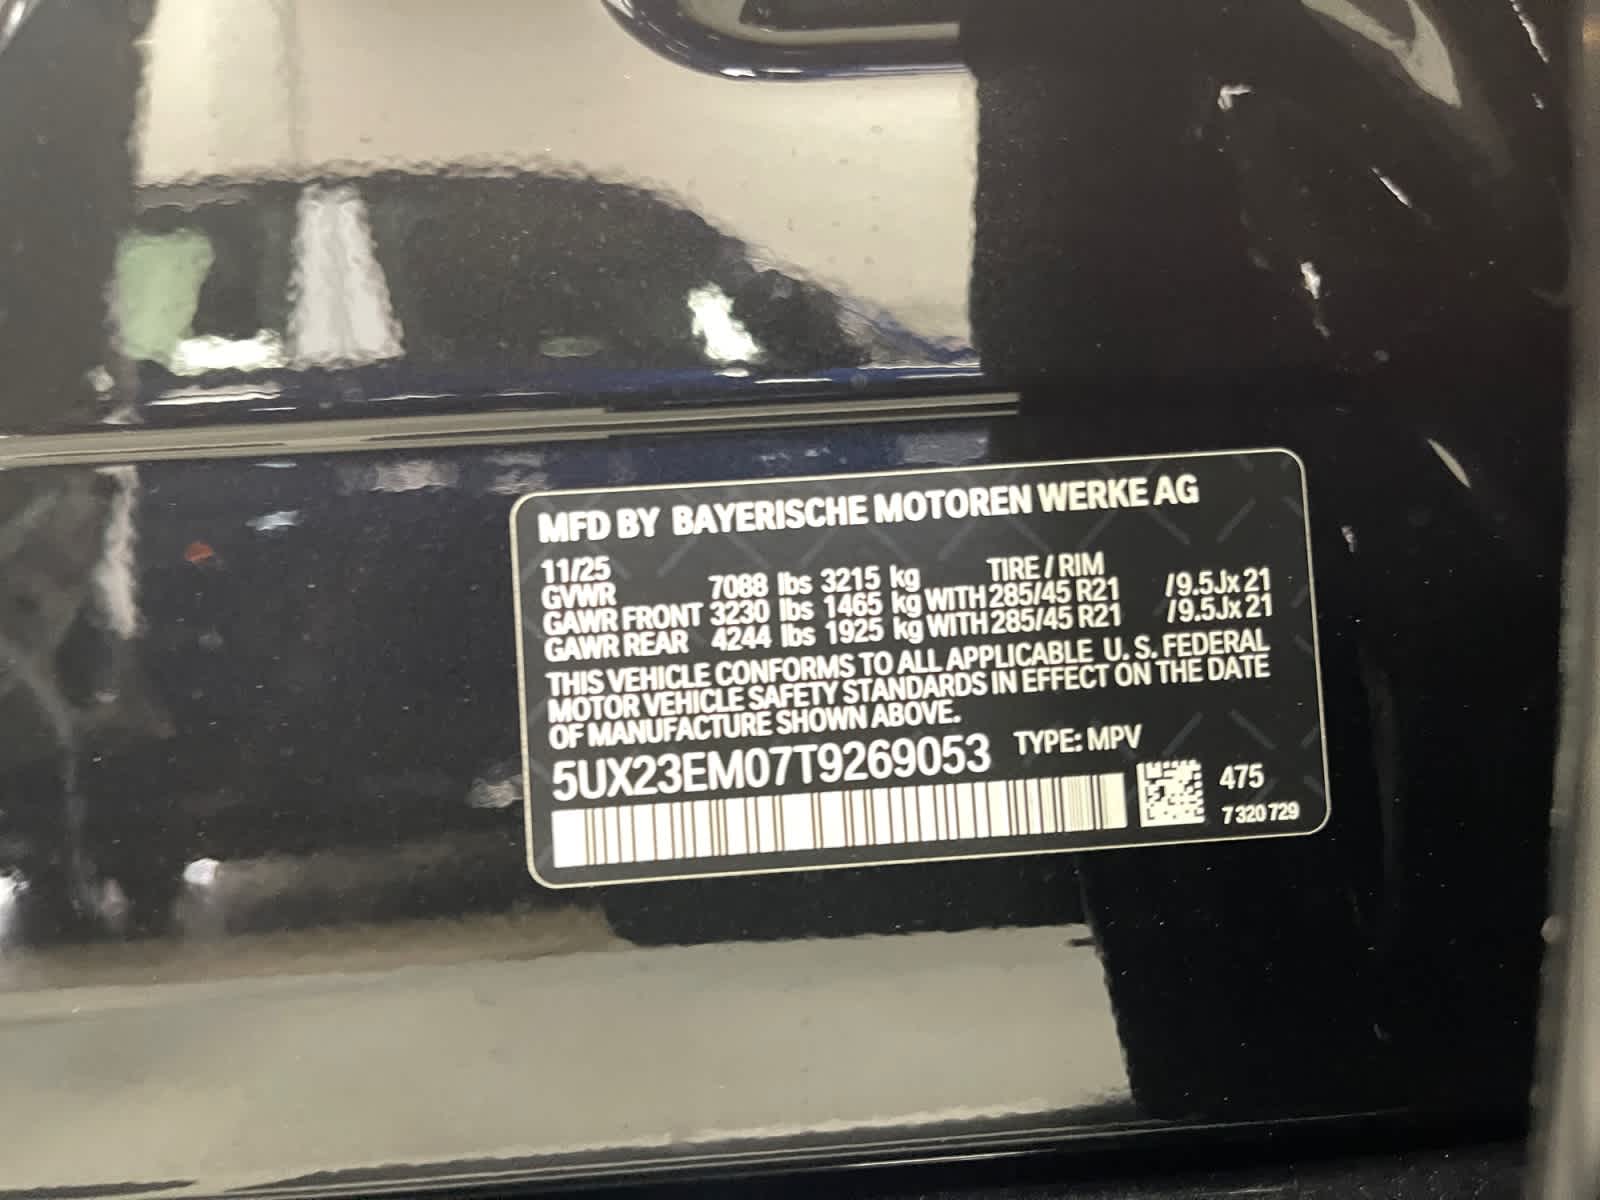 MFD BY BAYERISCHE MOTOREN WERKE AG
11/25 TIRE / RIM
GVWR 7088 lbs 3215 kg
GAWR FRONT 3230 lbs 1465 kg WITH 285/45 R21 /9.5Jx 21
GAWR REAR 4244 lbs 1925 kg WITH 285/45 R21 /9.5Jx 21
THIS VEHICLE CONFORMS TO ALL APPLICABLE U. S. FEDERAL
MOTOR VEHICLE SAFETY STANDARDS IN EFFECT ON THE DATE
OF MANUFACTURE SHOWN ABOVE.
5UX23EM07T9269053 TYPE: MPV
475
7 320 729